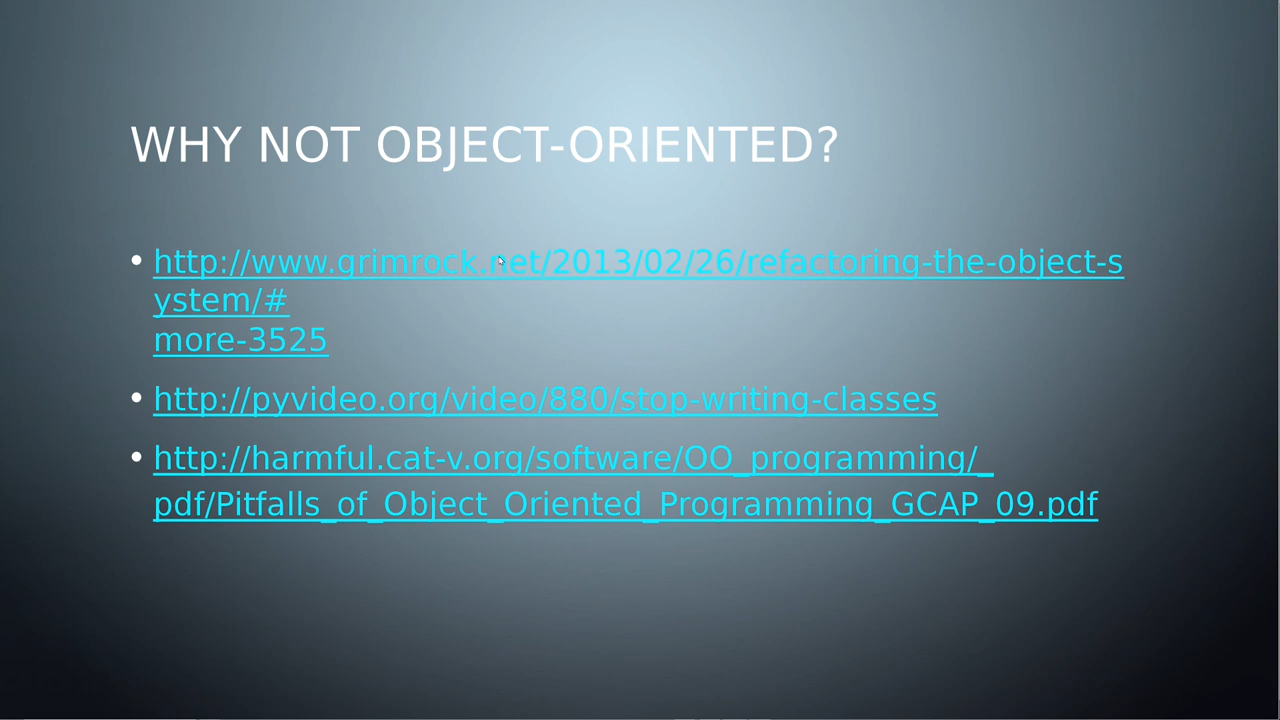 WHY NOT OBJECT-ORIENTED?
• http://www.grimrock.net/2013/02/26/refactoring-the-object-s
ystem/#
more-3525
• http://pyvideo.org/video/880/stop-writing-classes
• http://harmful.cat-v.org/software/OO_programming/_
pdf/Pitfalls_of_Object_Oriented_Programming_GCAP_09.pdf